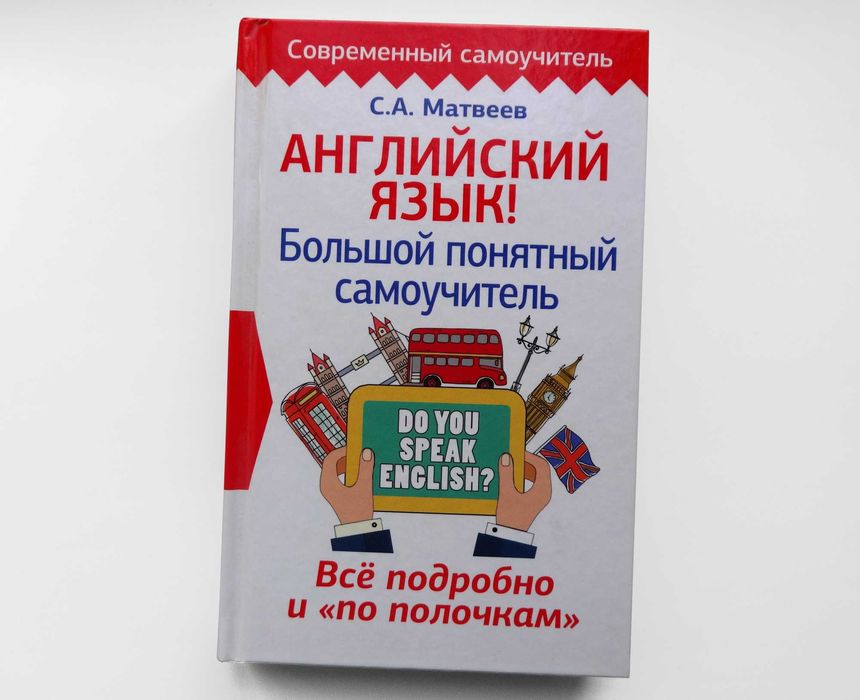 Современный самоучитель
С.А. Матвеев
АНГЛИЙСКИЙ
ЯЗЫК!
Большой понятный
самоучитель
DO YOU
SPEAK
ENGLISH?
Всё подробно
и «по полочкам»